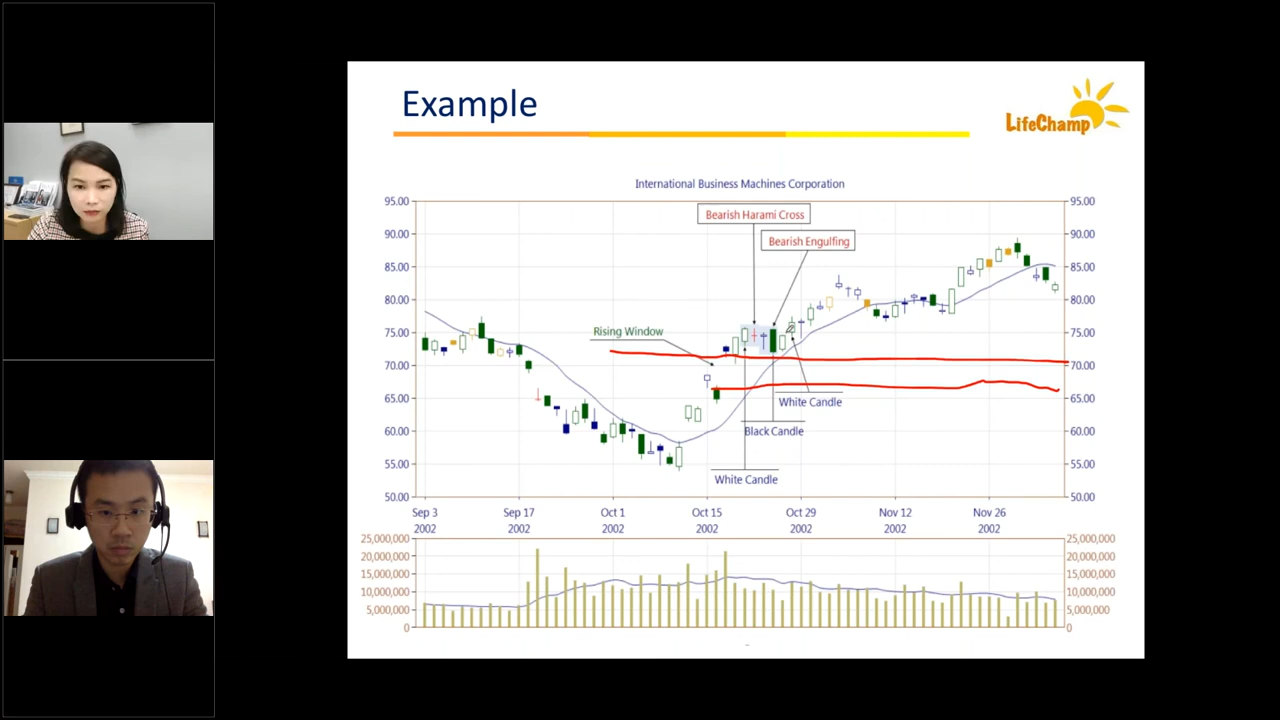 Example
LifeChamp
International Business Machines Corporation
95.00 95.00
90.00 90.00
85.00 85.00
80.00 80.00
75.00 75.00
70.00 70.00
65.00 65.00
60.00 60.00
55.00 55.00
50.00 50.00
Bearish Harami Cross
Bearish Engulfing
Rising Window
White Candle
Black Candle
White Candle
Sep 3 Sep 17 Oct 1 Oct 15 Oct 29 Nov 12 Nov 26
2002 2002 2002 2002 2002 2002 2002
25,000,000 25,000,000
20,000,000 20,000,000
15,000,000 15,000,000
10,000,000 10,000,000
5,000,000 5,000,000
0 0